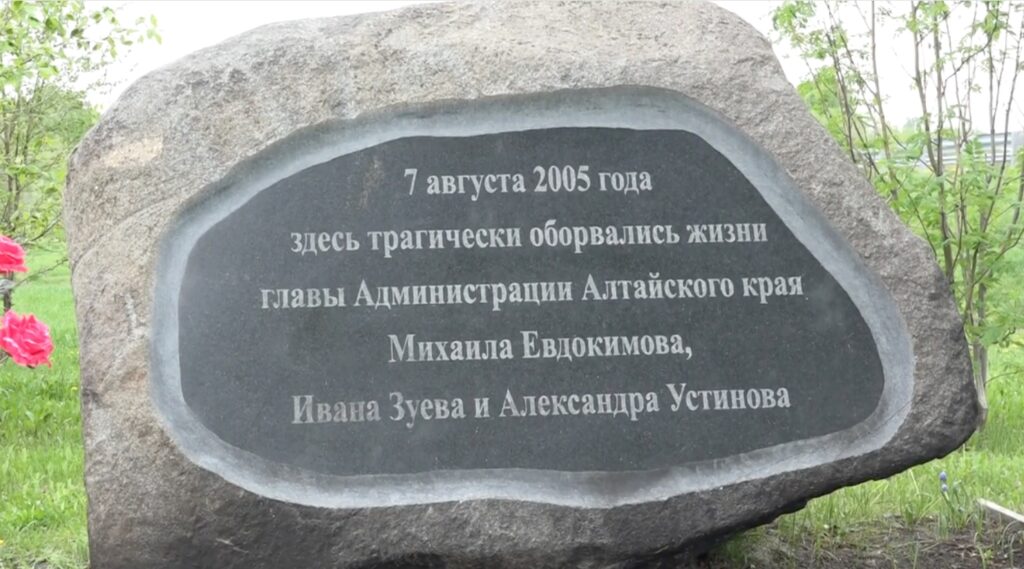 7 августа 2005 года
здесь трагически оборвались жизни
главы Администрации Алтайского края
Михаила Евдокимова,
Ивана Зуева и Александра Устинова